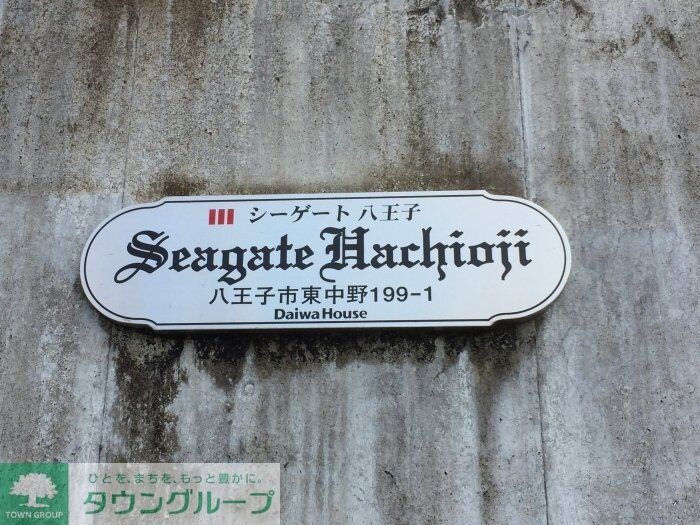 シーゲート 八王子
Seagate Hachioji
八王子市東中野199-1
Daiwa House
ひとを、まちを、もっと豊かに。
タウングループ
TOWN GROUP